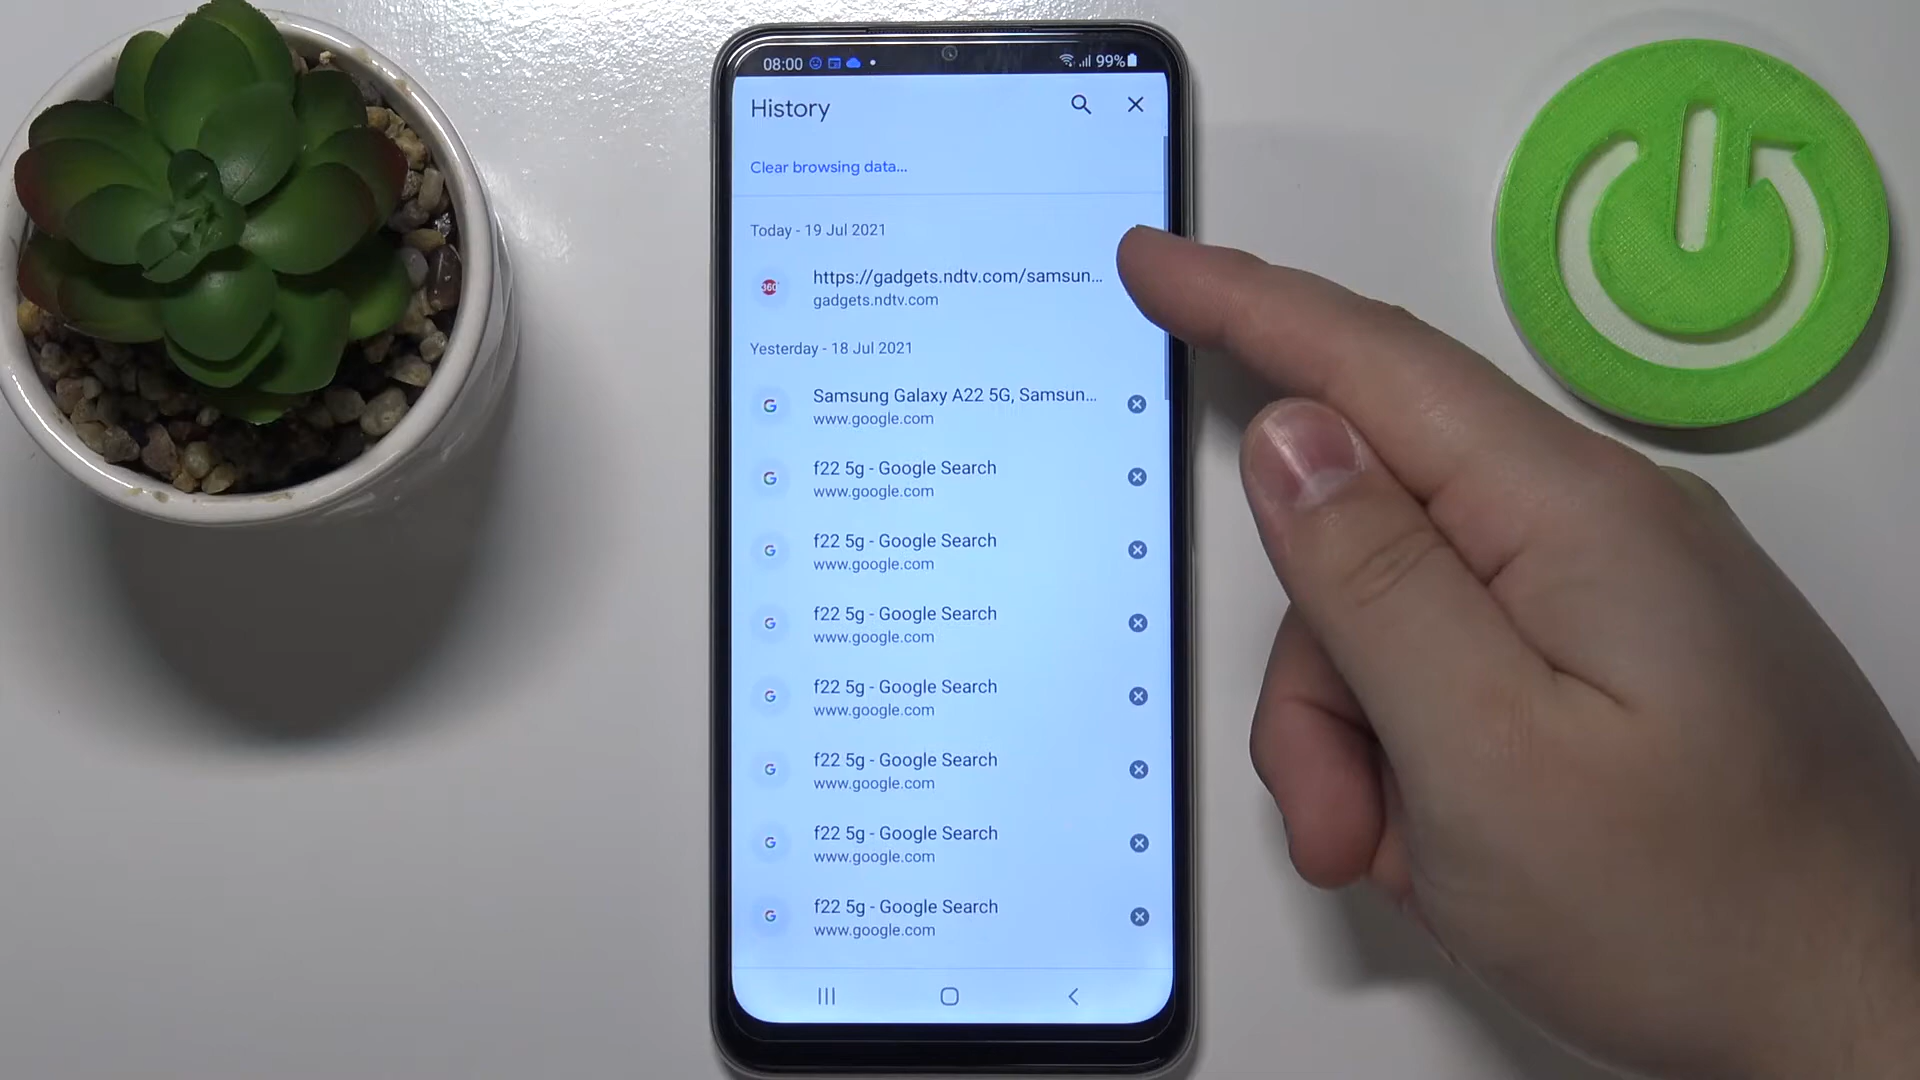 08:00
99%
History
Clear browsing data...
Today - 19 Jul 2021
360
https://gadgets.ndtv.com/samsun...
gadgets.ndtv.com
Yesterday - 18 Jul 2021
G
Samsung Galaxy A22 5G, Samsun...
www.google.com
G
f22 5g - Google Search
www.google.com
G
f22 5g - Google Search
www.google.com
G
f22 5g - Google Search
www.google.com
G
f22 5g - Google Search
www.google.com
G
f22 5g - Google Search
www.google.com
G
f22 5g - Google Search
www.google.com
G
f22 5g - Google Search
www.google.com